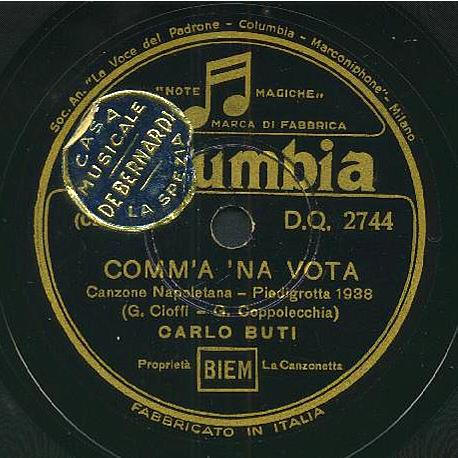 Soc. An. "La Voce del Padrone - Columbia - Marconiphone" - Milano
"NOTE MAGICHE"
MARCA DI FABBRICA
CASA
MUSICALE
DE BERNARDI
LA SPEZIA
umbia
D.Q. 2744
COMM'A 'NA VOTA
Canzone Napoletana - Piedigrotta 1938
(G. Cioffi - G. Coppolecchia)
CARLO BUTI
Proprietà BIEM La Canzonetta
FABBRICATO IN ITALIA